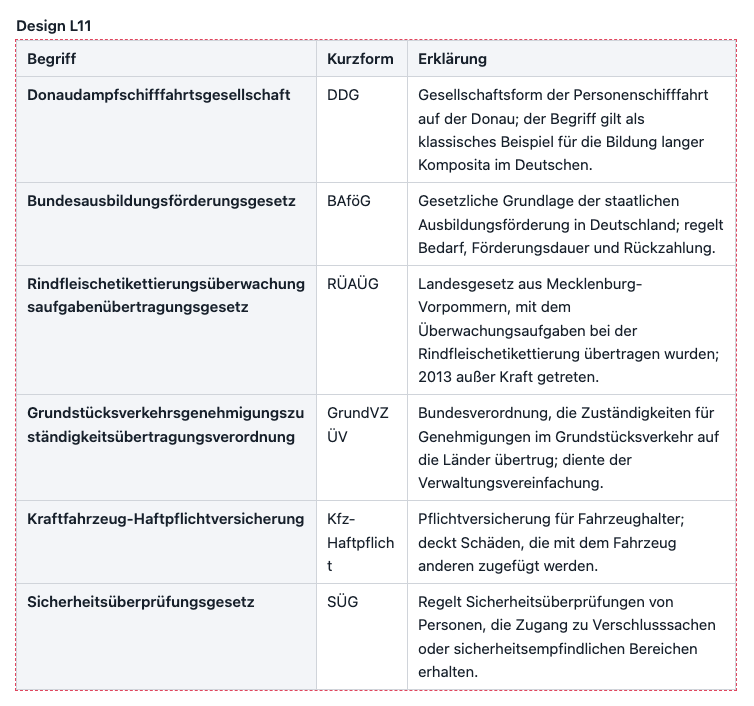 Design L11
Begriff
Kurzform
Erklärung
Donaudampfschifffahrtsgesellschaft
DDG
Gesellschaftsform der Personenschifffahrt
auf der Donau; der Begriff gilt als
klassisches Beispiel für die Bildung langer
Komposita im Deutschen.
Bundesausbildungsförderungsgesetz
BAföG
Gesetzliche Grundlage der staatlichen
Ausbildungsförderung in Deutschland; regelt
Bedarf, Förderungsdauer und Rückzahlung.
Rindfleischetikettierungsüberwachung
saufgabenübertragungsgesetz
RÜAÜG
Landesgesetz aus Mecklenburg-
Vorpommern, mit dem
Überwachungsaufgaben bei der
Rindfleischetikettierung übertragen wurden;
2013 außer Kraft getreten.
Grundstücksverkehrsgenehmigungszu
ständigkeitsübertragungsverordnung
GrundVZ
ÜV
Bundesverordnung, die Zuständigkeiten für
Genehmigungen im Grundstücksverkehr auf
die Länder übertrug; diente der
Verwaltungsvereinfachung.
Kraftfahrzeug-Haftpflichtversicherung
Kfz-
Haftpflich
t
Pflichtversicherung für Fahrzeughalter;
deckt Schäden, die mit dem Fahrzeug
anderen zugefügt werden.
Sicherheitsüberprüfungsgesetz
SÜG
Regelt Sicherheitsüberprüfungen von
Personen, die Zugang zu Verschlusssachen
oder sicherheitsempfindlichen Bereichen
erhalten.